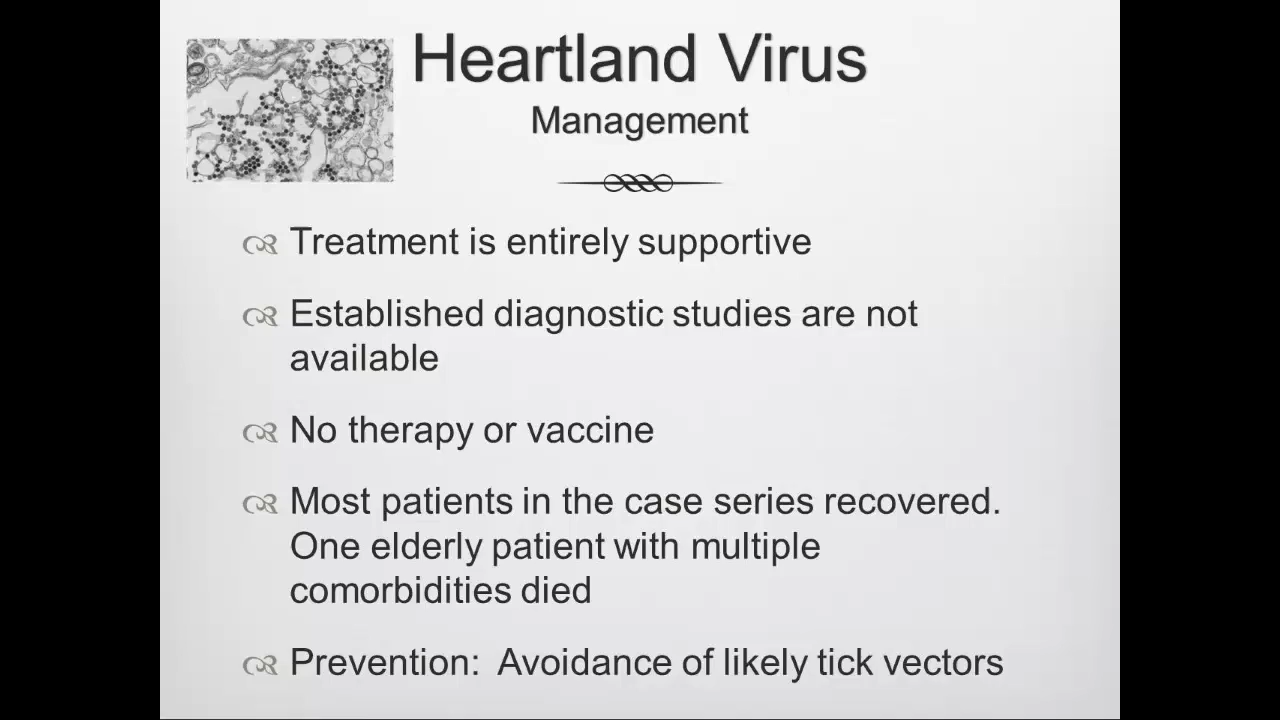 Heartland Virus
Management
Treatment is entirely supportive
Established diagnostic studies are not
available
No therapy or vaccine
Most patients in the case series recovered.
One elderly patient with multiple
comorbidities died
Prevention:  Avoidance of likely tick vectors